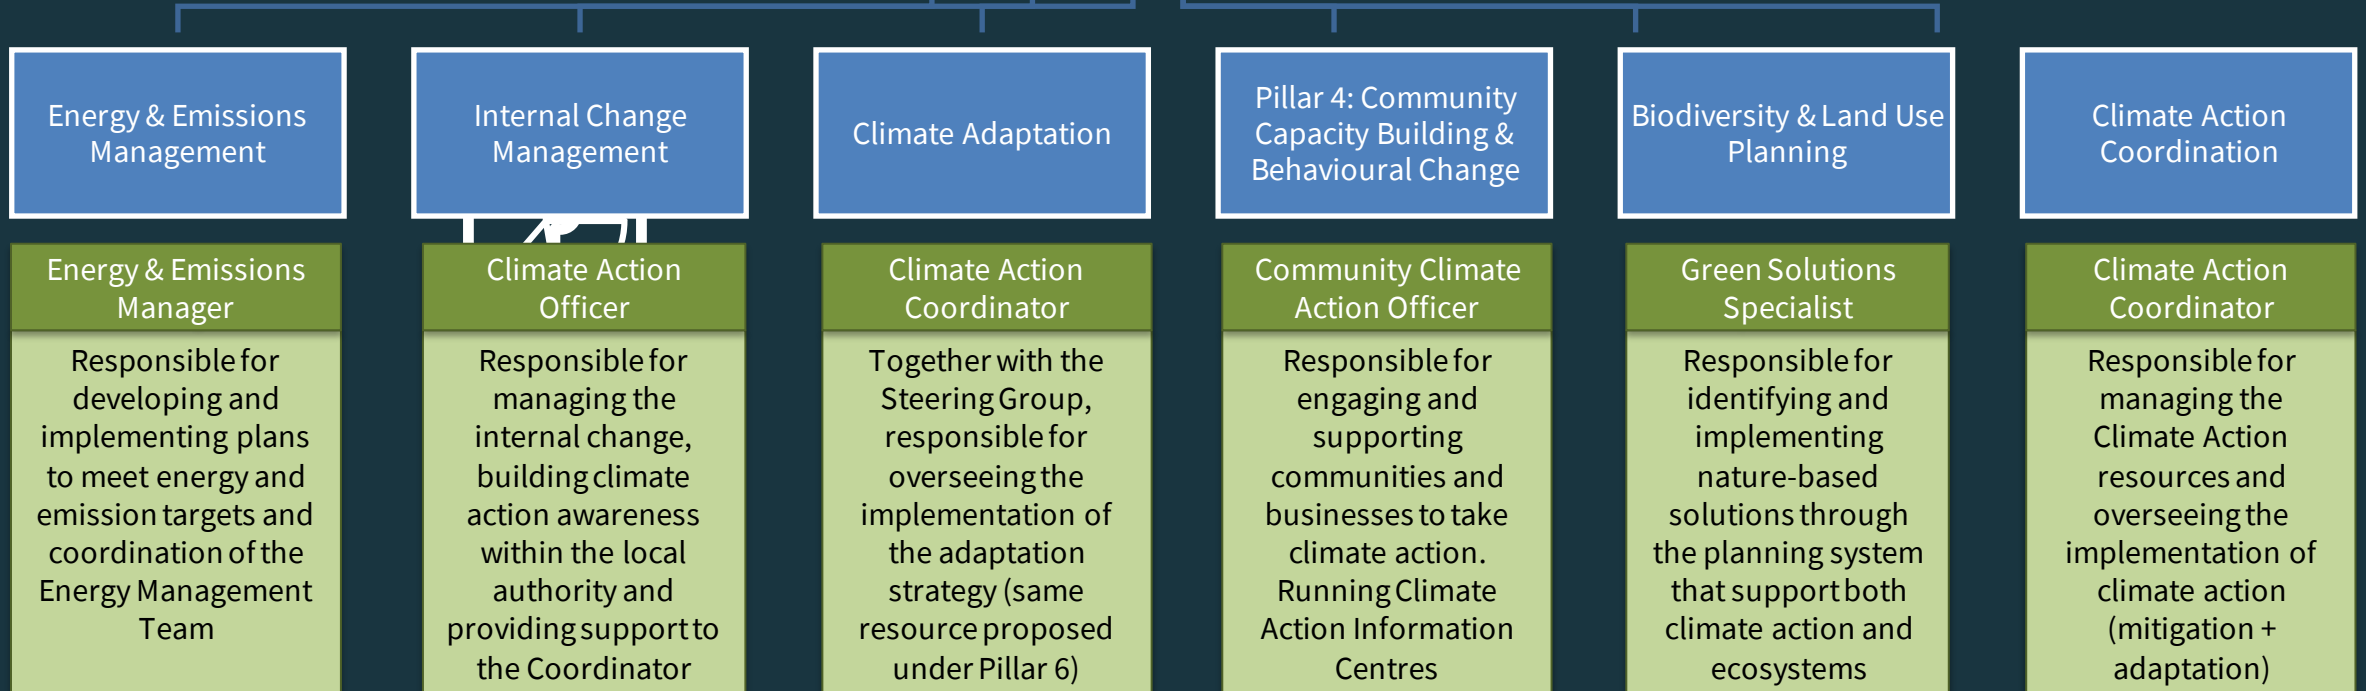 Energy & Emissions
Management
Internal Change
Management
Climate Adaptation
Pillar 4: Community
Capacity Building &
Behavioural Change
Biodiversity & Land Use
Planning
Climate Action
Coordination
Energy & Emissions
Manager
Responsible for
developing and
implementing plans
to meet energy and
emission targets and
coordination of the
Energy Management
Team
Climate Action
Officer
Responsible for
managing the
internal change,
building climate
action awareness
within the local
authority and
providing support to
the Coordinator
Climate Action
Coordinator
Together with the
Steering Group,
responsible for
overseeing the
implementation of
the adaptation
strategy (same
resource proposed
under Pillar 6)
Community Climate
Action Officer
Responsible for
engaging and
supporting
communities and
businesses to take
climate action.
Running Climate
Action Information
Centres
Green Solutions
Specialist
Responsible for
identifying and
implementing
nature-based
solutions through
the planning system
that support both
climate action and
ecosystems
Climate Action
Coordinator
Responsible for
managing the
Climate Action
resources and
overseeing the
implementation of
climate action
(mitigation +
adaptation)